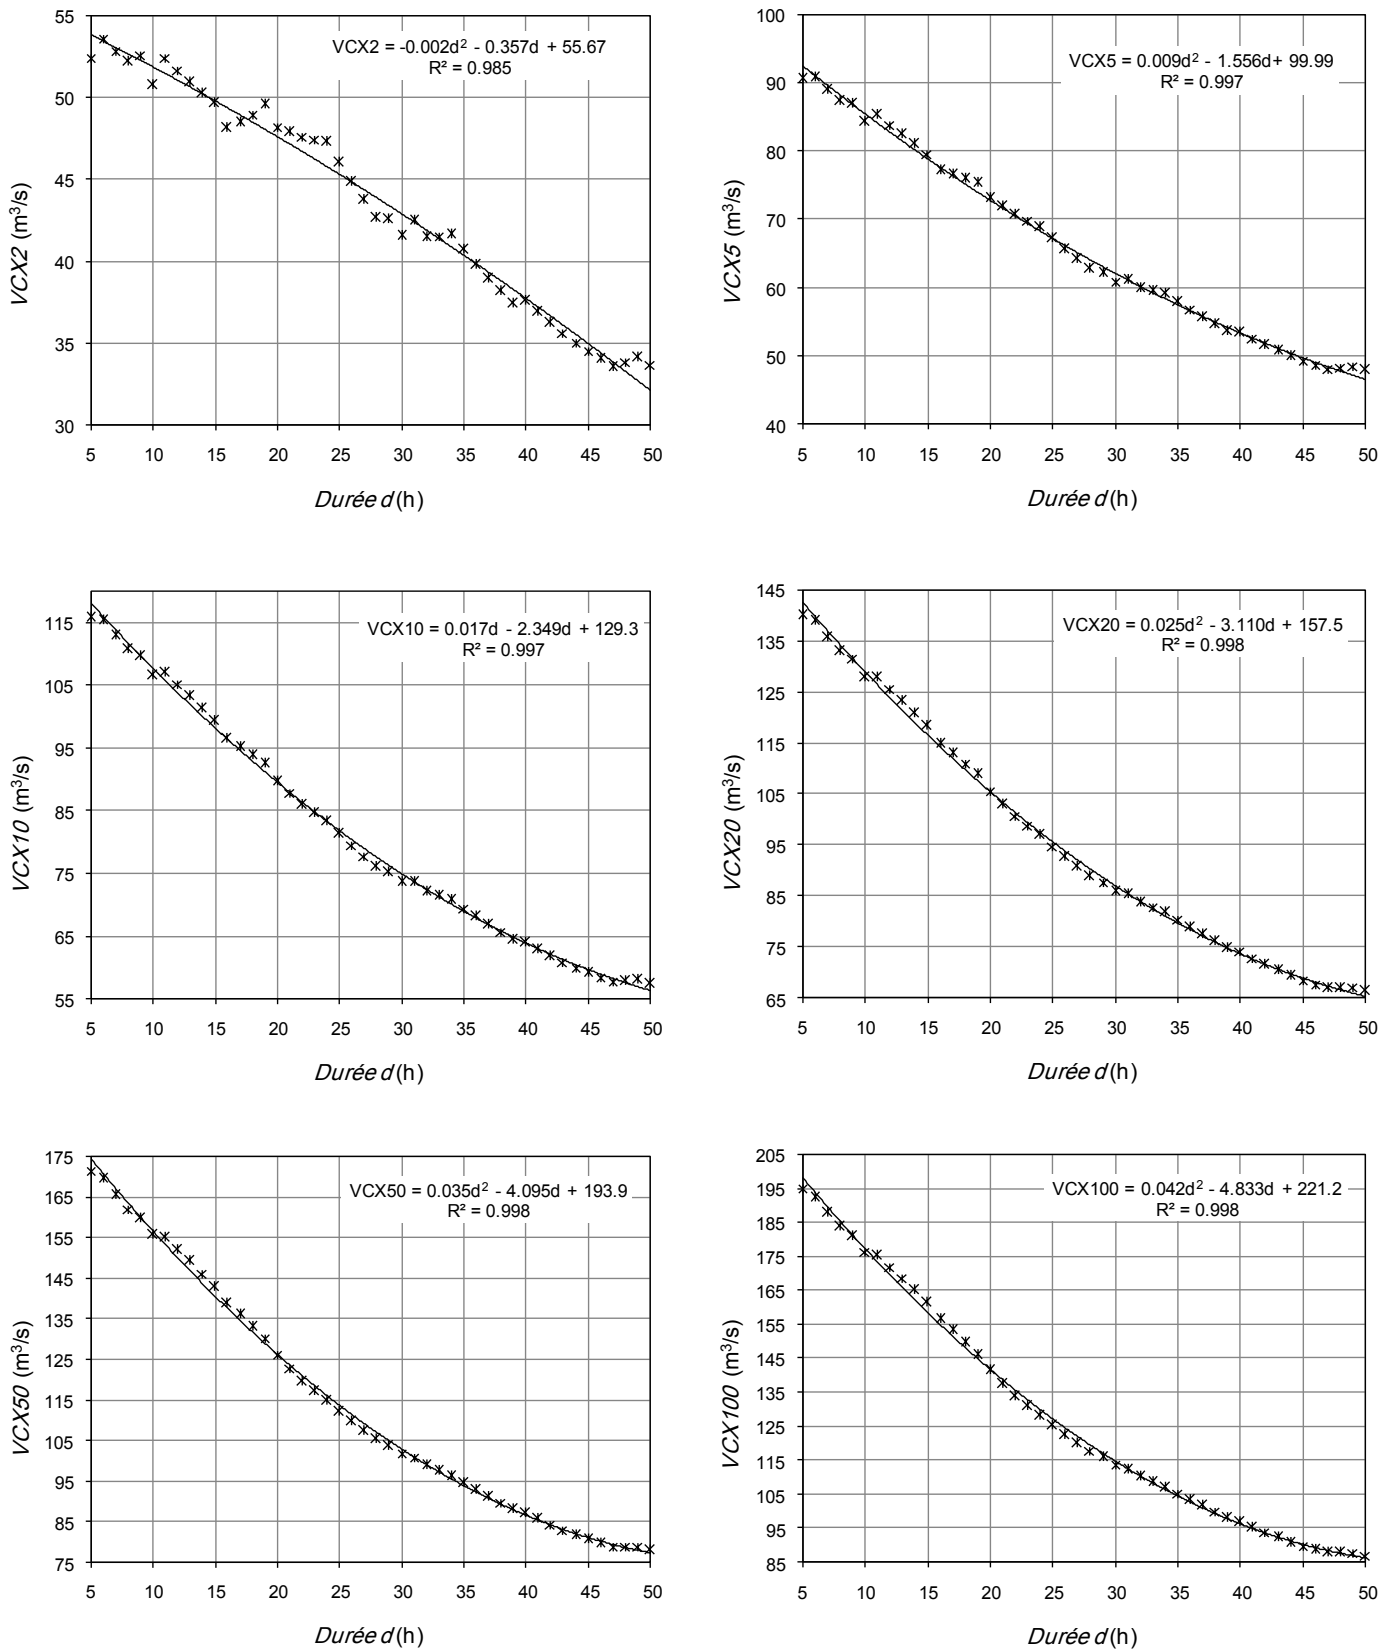 VCX2 = -0.002d² - 0.357d + 55.67
R² = 0.985
55
50
45
40
35
30
VCX2 (m³/s)
5 10 15 20 25 30 35 40 45 50
Durée d (h)
VCX5 = 0.009d² - 1.556d+ 99.99
R² = 0.997
100
90
80
70
60
50
40
VCX5 (m³/s)
5 10 15 20 25 30 35 40 45 50
Durée d (h)
VCX10 = 0.017d - 2.349d + 129.3
R² = 0.997
115
105
95
85
75
65
55
VCX10 (m³/s)
5 10 15 20 25 30 35 40 45 50
Durée d (h)
VCX20 = 0.025d² - 3.110d + 157.5
R² = 0.998
145
135
125
115
105
95
85
75
65
VCX20 (m³/s)
5 10 15 20 25 30 35 40 45 50
Durée d (h)
VCX50 = 0.035d² - 4.095d + 193.9
R² = 0.998
175
165
155
145
135
125
115
105
95
85
75
VCX50 (m³/s)
5 10 15 20 25 30 35 40 45 50
Durée d (h)
VCX100 = 0.042d² - 4.833d + 221.2
R² = 0.998
205
195
185
175
165
155
145
135
125
115
105
95
85
VCX100 (m³/s)
5 10 15 20 25 30 35 40 45 50
Durée d (h)